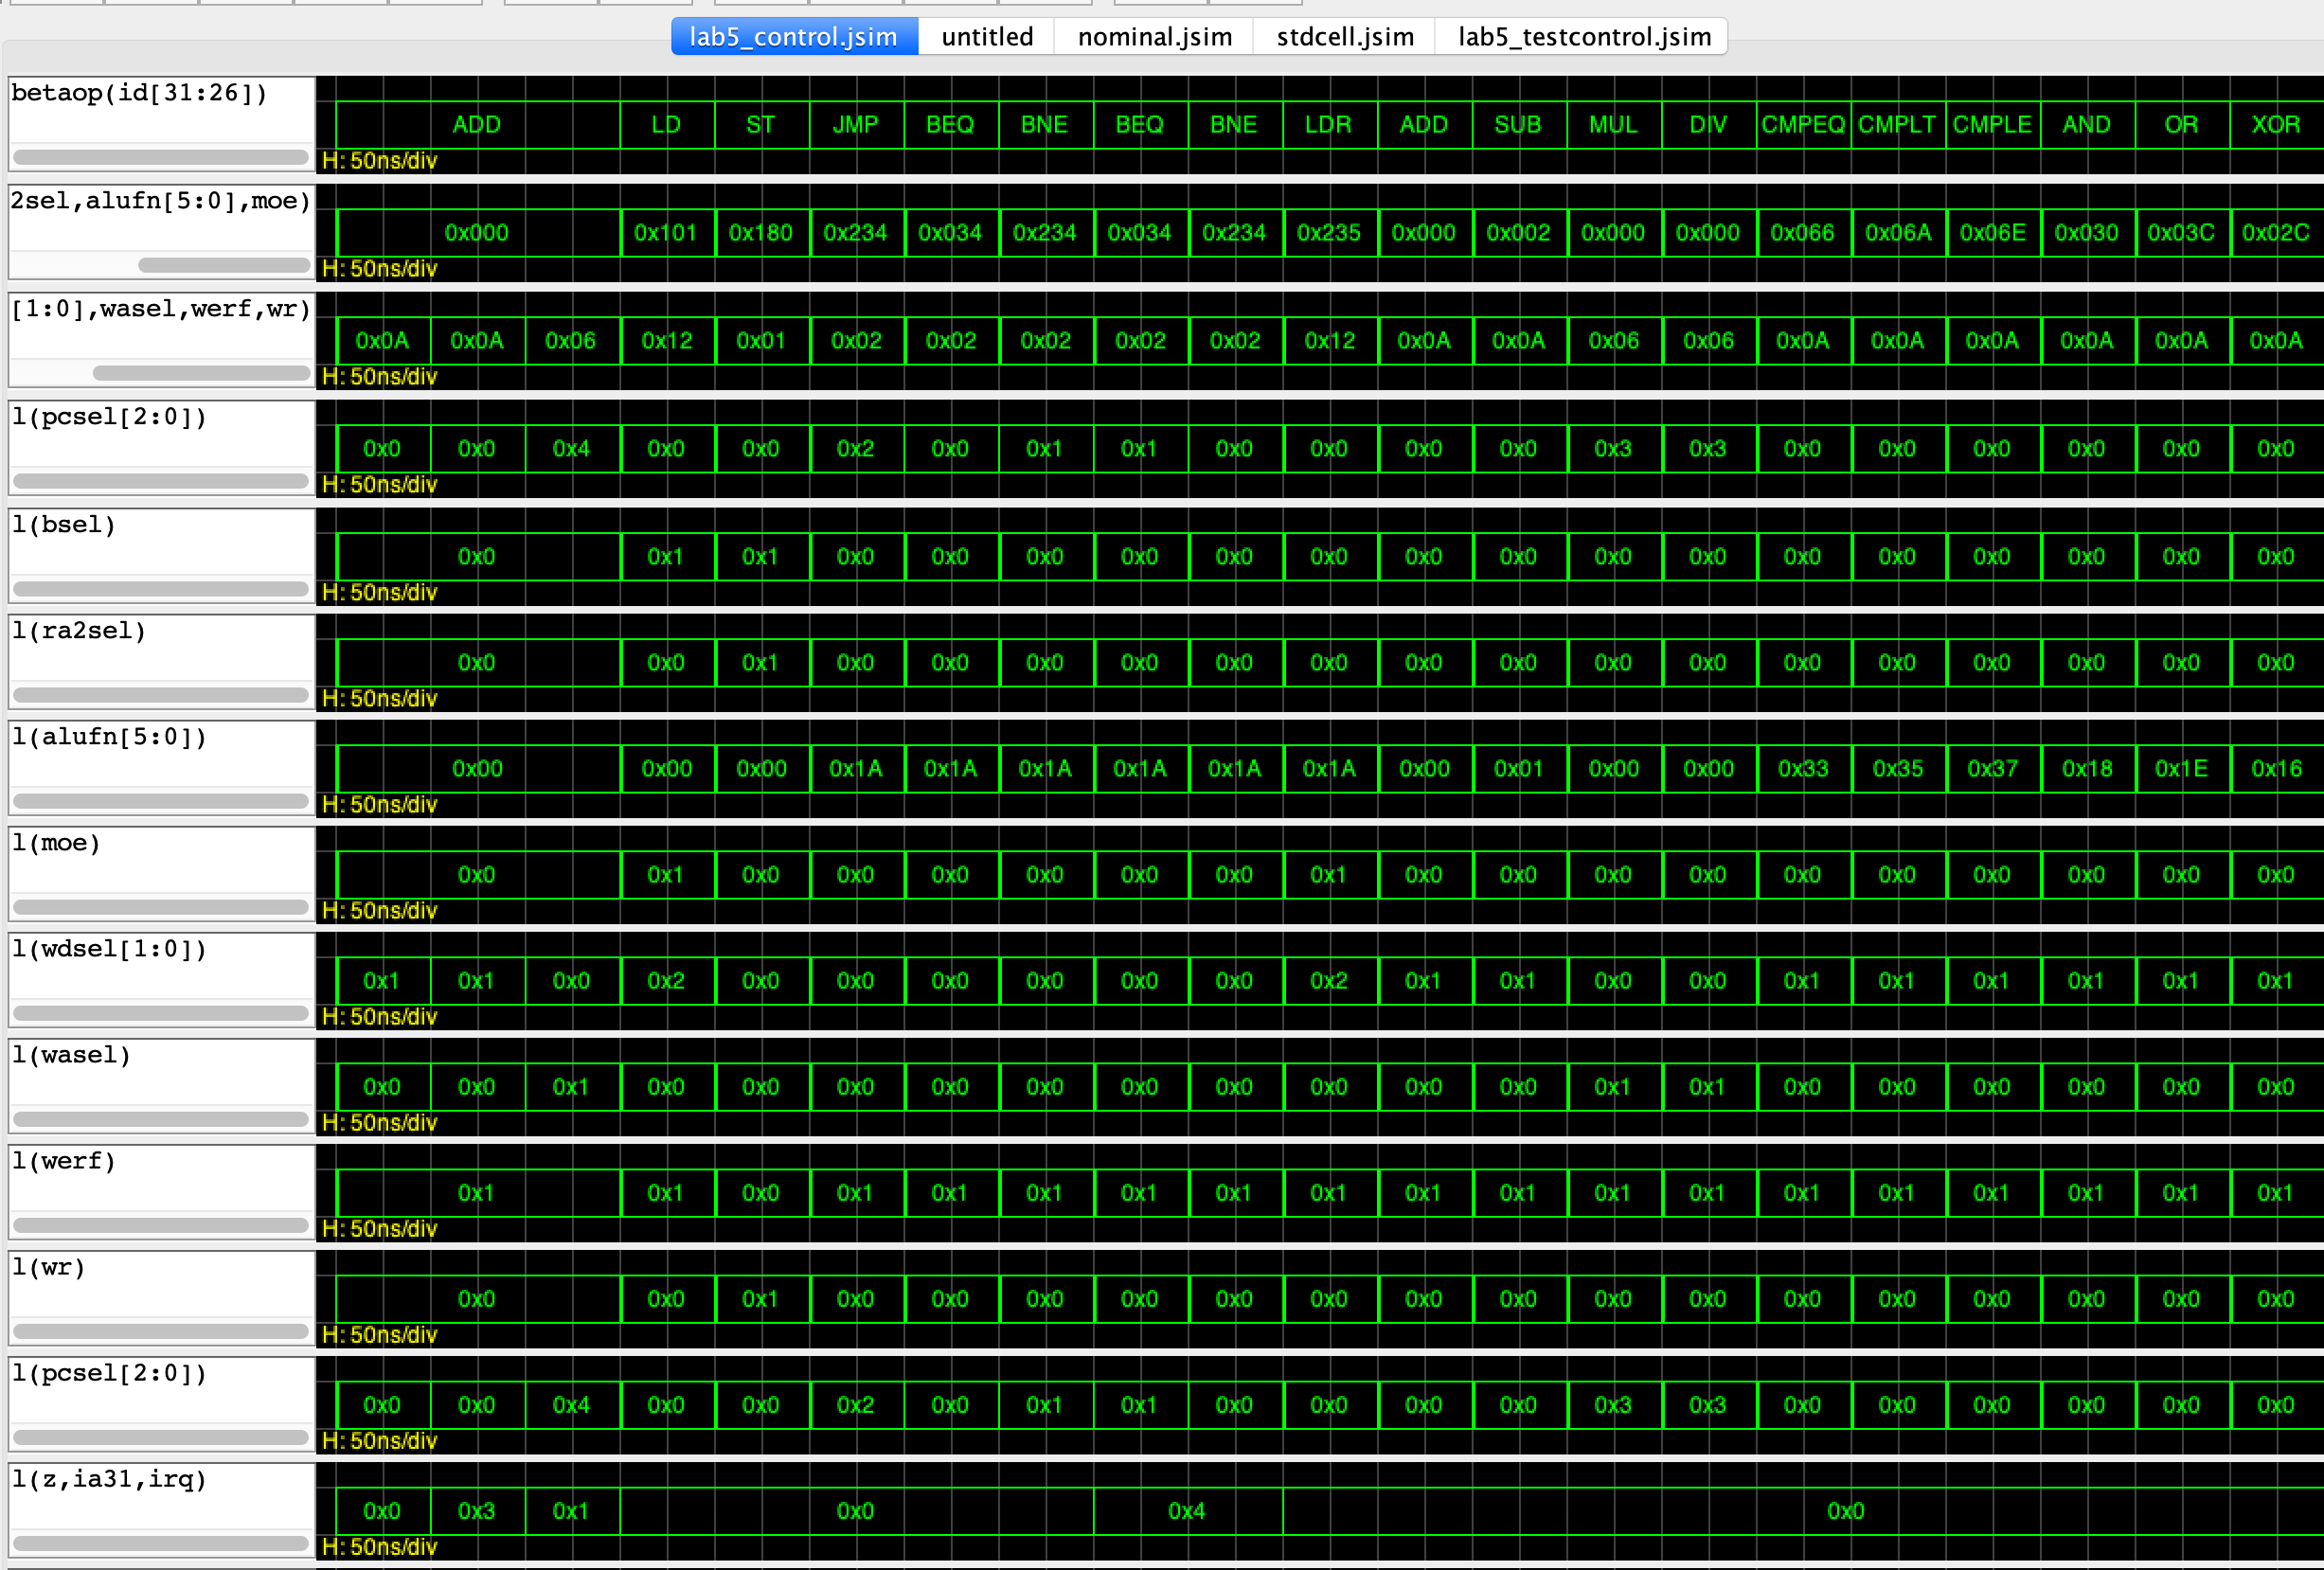 lab5_control.jsim untitled nominal.jsim stdcell.jsim lab5_testcontrol.jsim
betaop(id[31:26])
ADD LD ST JMP BEQ BNE BEQ BNE LDR ADD SUB MUL DIV CMPEQ CMPLT CMPLE AND OR XOR
H: 50ns/div
2sel,alufn[5:0],moe)
0x000 0x101 0x180 0x234 0x034 0x234 0x034 0x234 0x235 0x000 0x002 0x000 0x000 0x066 0x06A 0x06E 0x030 0x03C 0x02C
H: 50ns/div
[1:0],wasel,werf,wr)
0x0A 0x0A 0x06 0x12 0x01 0x02 0x02 0x02 0x02 0x02 0x12 0x0A 0x0A 0x06 0x06 0x0A 0x0A 0x0A 0x0A 0x0A 0x0A
H: 50ns/div
l(pcsel[2:0])
0x0 0x0 0x4 0x0 0x0 0x2 0x0 0x1 0x1 0x0 0x0 0x0 0x0 0x3 0x3 0x0 0x0 0x0 0x0 0x0 0x0
H: 50ns/div
l(bsel)
0x0 0x1 0x1 0x0 0x0 0x0 0x0 0x0 0x0 0x0 0x0 0x0 0x0 0x0 0x0 0x0 0x0 0x0 0x0
H: 50ns/div
l(ra2sel)
0x0 0x0 0x1 0x0 0x0 0x0 0x0 0x0 0x0 0x0 0x0 0x0 0x0 0x0 0x0 0x0 0x0 0x0 0x0
H: 50ns/div
l(alufn[5:0])
0x00 0x00 0x00 0x1A 0x1A 0x1A 0x1A 0x1A 0x1A 0x00 0x01 0x00 0x00 0x33 0x35 0x37 0x18 0x1E 0x16
H: 50ns/div
l(moe)
0x0 0x1 0x0 0x0 0x0 0x0 0x0 0x0 0x1 0x0 0x0 0x0 0x0 0x0 0x0 0x0 0x0 0x0 0x0
H: 50ns/div
l(wdsel[1:0])
0x1 0x1 0x0 0x2 0x0 0x0 0x0 0x0 0x0 0x0 0x2 0x1 0x1 0x0 0x0 0x1 0x1 0x1 0x1 0x1 0x1
H: 50ns/div
l(wasel)
0x0 0x0 0x1 0x0 0x0 0x0 0x0 0x0 0x0 0x0 0x0 0x0 0x0 0x1 0x1 0x0 0x0 0x0 0x0 0x0 0x0
H: 50ns/div
l(werf)
0x1 0x1 0x0 0x1 0x1 0x1 0x1 0x1 0x1 0x1 0x1 0x1 0x1 0x1 0x1 0x1 0x1 0x1 0x1
H: 50ns/div
l(wr)
0x0 0x0 0x1 0x0 0x0 0x0 0x0 0x0 0x0 0x0 0x0 0x0 0x0 0x0 0x0 0x0 0x0 0x0 0x0
H: 50ns/div
l(pcsel[2:0])
0x0 0x0 0x4 0x0 0x0 0x2 0x0 0x1 0x1 0x0 0x0 0x0 0x0 0x3 0x3 0x0 0x0 0x0 0x0 0x0 0x0
H: 50ns/div
l(z,ia31,irq)
0x0 0x3 0x1 0x0 0x4 0x0
H: 50ns/div